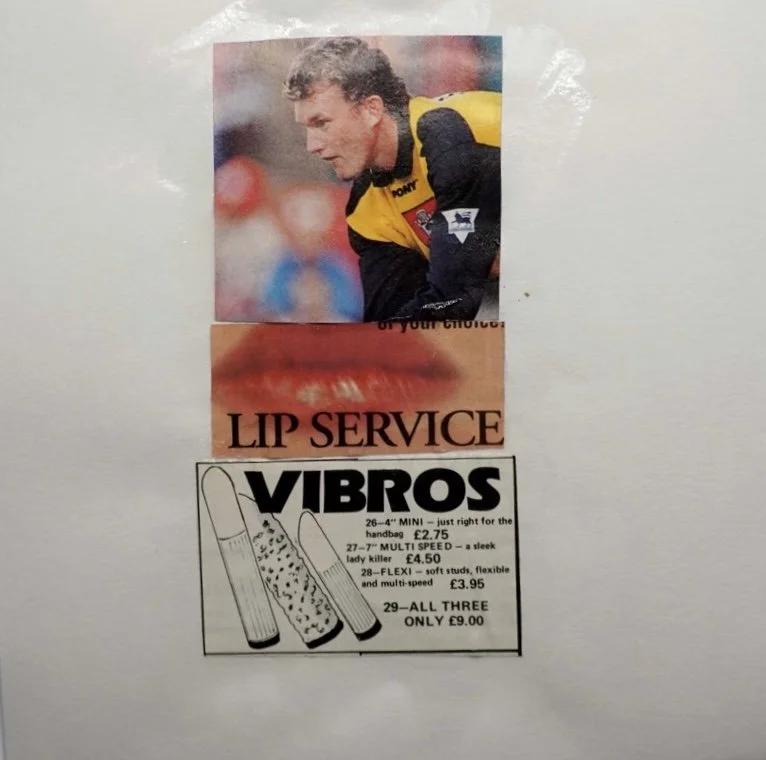 PONY
of your choice.
LIP SERVICE
VIBROS
26–4" MINI – just right for the
handbag £2.75
27–7" MULTI SPEED – a sleek
lady killer £4.50
28–FLEXI – soft studs, flexible
and multi-speed £3.95
29–ALL THREE
ONLY £9.00